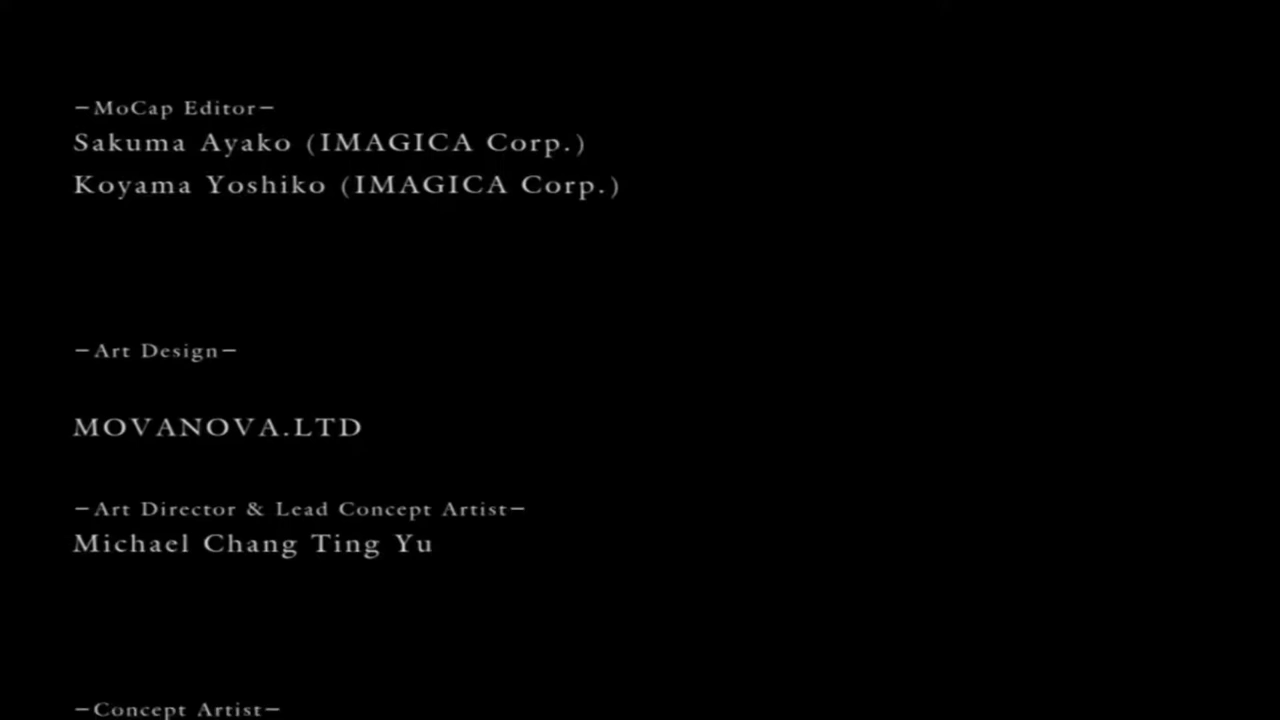 –MoCap Editor–
Sakuma Ayako (IMAGICA Corp.)
Koyama Yoshiko (IMAGICA Corp.)
–Art Design–
MOVANOVA.LTD
–Art Director & Lead Concept Artist–
Michael Chang Ting Yu
–Concept Artist–